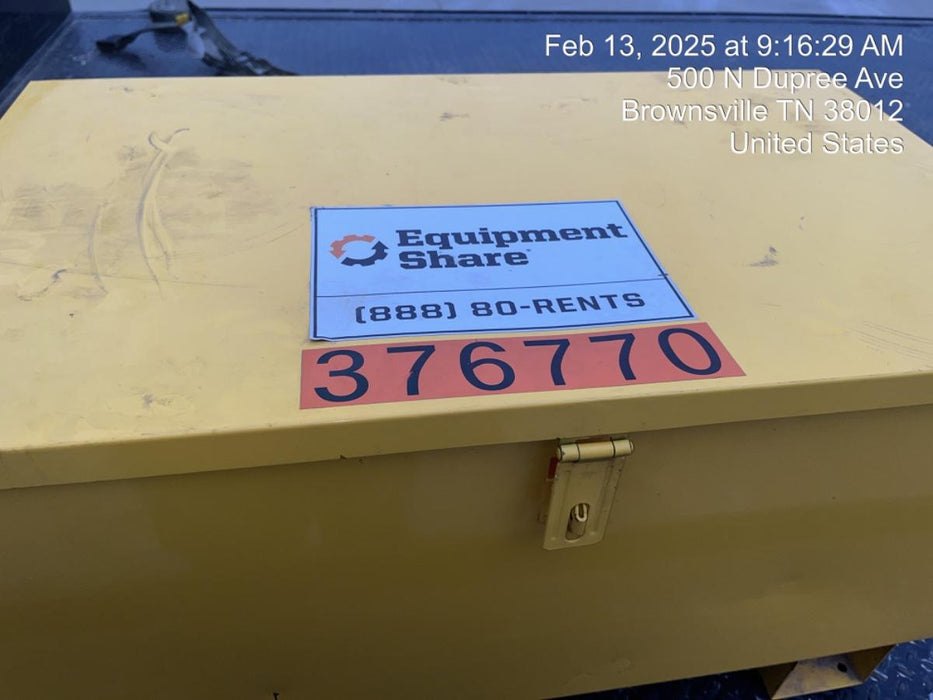 Feb 13, 2025 at 9:16:29 AM
500 N Dupree Ave
Brownsville TN 38012
United States
Equipment
Share
(888) 80-RENTS
376770